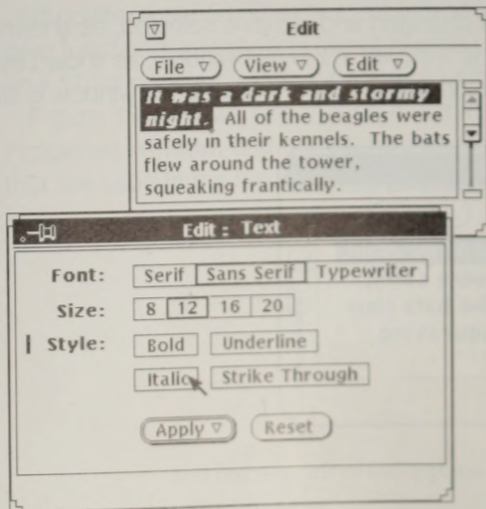 Edit
File View Edit
It was a dark and stormy
night. All of the beagles were
safely in their kennels. The bats
flew around the tower,
squeaking frantically.
Edit : Text
Font: Serif Sans Serif Typewriter
Size: 8 12 16 20
Style: Bold Underline
Italic Strike Through
Apply Reset